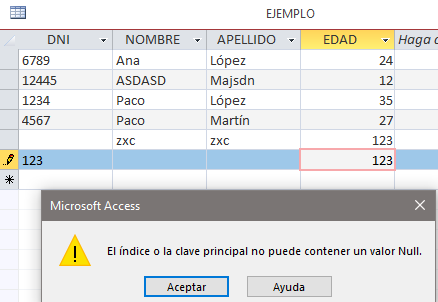 EJEMPLO
DNI NOMBRE APELLIDO EDAD Haga c
6789 Ana López 24
12445 ASDASD Majsdn 12
1234 Paco López 35
4567 Paco Martín 27
zxc zxc 123
123 123
Microsoft Access
El índice o la clave principal no puede contener un valor Null.
Aceptar Ayuda